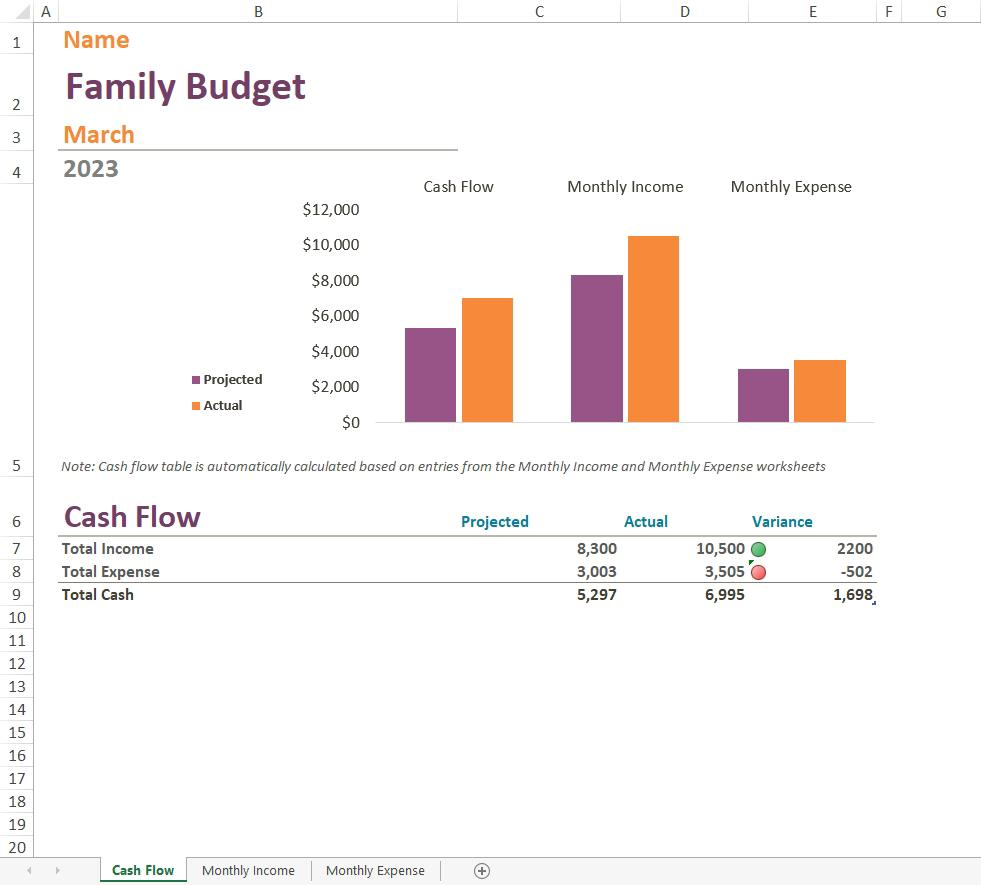 A B C D E F G
1 Name
2 Family Budget
3 March
4 2023
Cash Flow Monthly Income Monthly Expense
$12,000
$10,000
$8,000
$6,000
$4,000
$2,000
$0
Projected
Actual
5 Note: Cash flow table is automatically calculated based on entries from the Monthly Income and Monthly Expense worksheets
6 Cash Flow Projected Actual Variance
7 Total Income 8,300 10,500 2200
8 Total Expense 3,003 3,505 -502
9 Total Cash 5,297 6,995 1,698
10
11
12
13
14
15
16
17
18
19
20
Cash Flow Monthly Income Monthly Expense